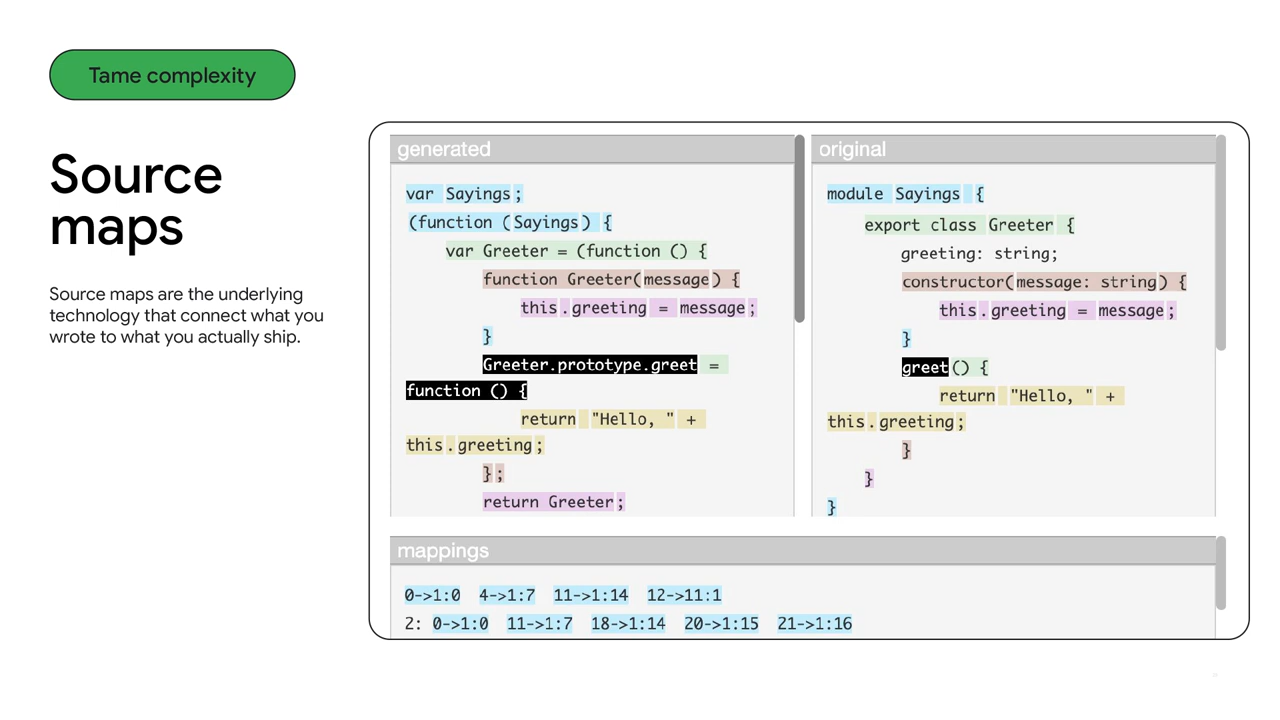 Tame complexity
Source
maps
Source maps are the underlying
technology that connect what you
wrote to what you actually ship.
generated
var Sayings;
(function (Sayings) {
var Greeter = (function () {
function Greeter(message) {
this.greeting = message;
}
Greeter.prototype.greet =
function () {
return "Hello, " +
this.greeting;
};
return Greeter;
original
module Sayings {
export class Greeter {
greeting: string;
constructor(message: string) {
this.greeting = message;
}
greet() {
return "Hello, " +
this.greeting;
}
}
}
mappings
0->1:0 4->1:7 11->1:14 12->11:1
2: 0->1:0 11->1:7 18->1:14 20->1:15 21->1:16